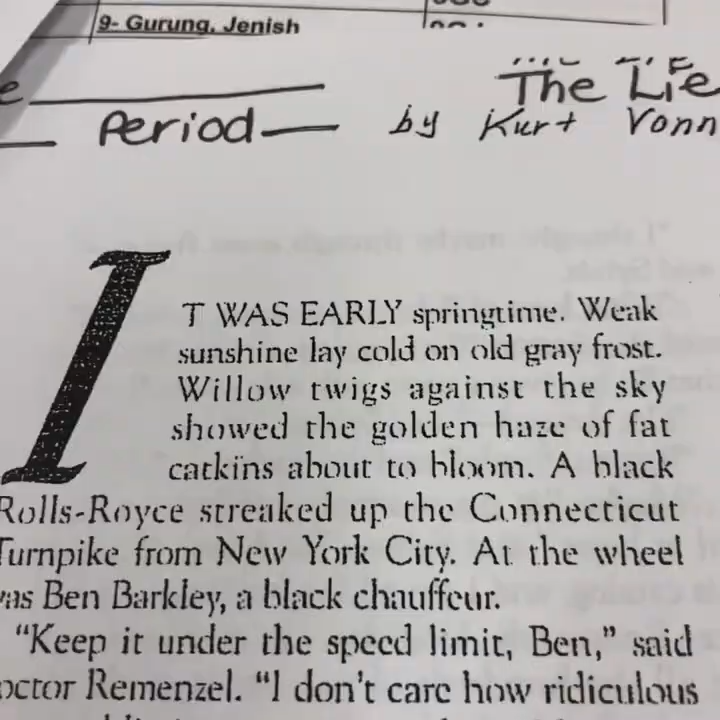 9- Gurung, Jenish
The Lie
Period
by Kurt Vonn
IT WAS EARLY springtime. Weak
sunshine lay cold on old gray frost.
Willow twigs against the sky
showed the golden haze of fat
catkins about to bloom. A black
Rolls-Royce streaked up the Connecticut
Turnpike from New York City. At the wheel
was Ben Barkley, a black chauffeur.
"Keep it under the speed limit, Ben," said
octor Remenzel. "I don't care how ridiculous